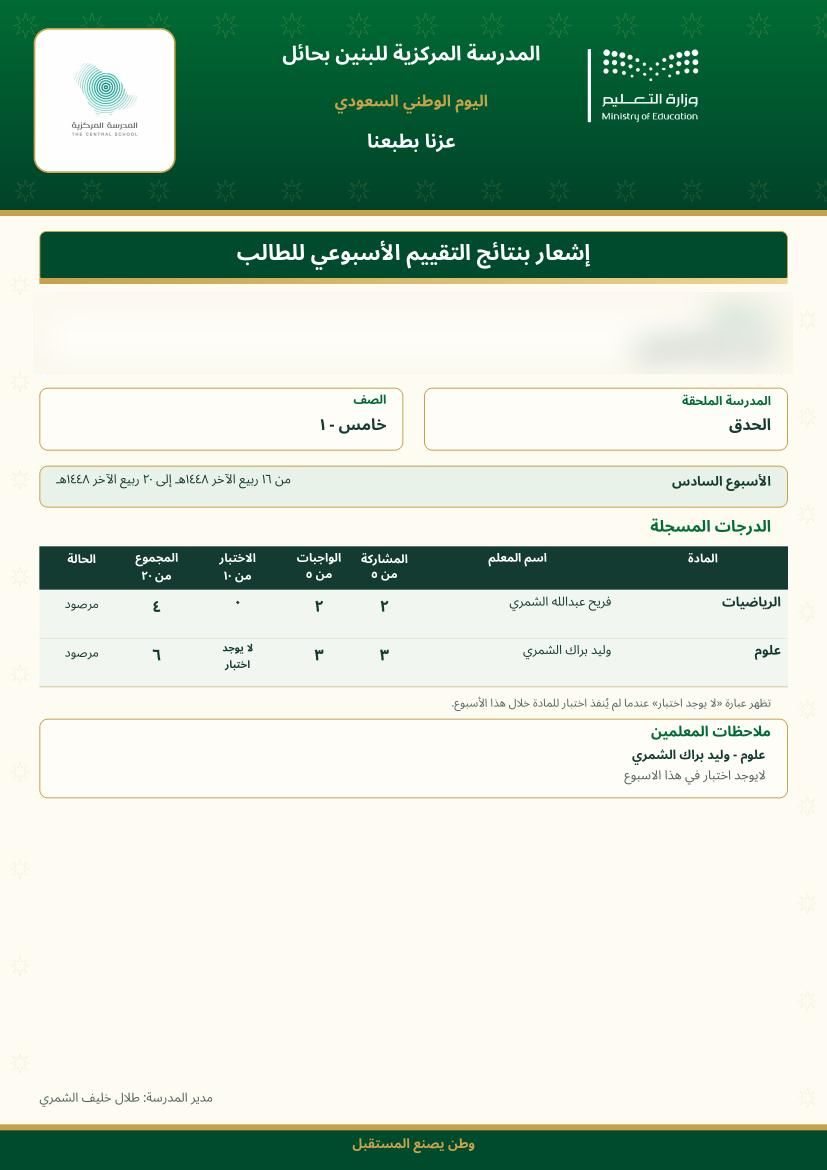 المدرسة المركزية للبنين بحائل
اليوم الوطني السعودي
عزنا بطبعنا
وزارة التعـــليم
Ministry of Education
المدرسة المركزية
THE CENTRAL SCHOOL
إشعار بنتائج التقييم الأسبوعي للطالب
المدرسة الملحقة
الحدق
الصف
خامس - ١
الأسبوع السادس
من ١٦ ربيع الآخر ١٤٤٨هـ إلى ٢٠ ربيع الآخر ١٤٤٨هـ
الدرجات المسجلة
المادة اسم المعلم المشاركة من ٥ الواجبات من ٥ الاختبار من ١٠ المجموع من ٢٠ الحالة
الرياضيات فريح عبدالله الشمري ٢ ٢ ٠ ٤ مرصود
علوم وليد براك الشمري ٣ ٣ لا يوجد اختبار ٦ مرصود
تظهر عبارة «لا يوجد اختبار» عندما لم يُنفذ اختبار للمادة خلال هذا الأسبوع.
ملاحظات المعلمين
علوم - وليد براك الشمري
لايوجد اختبار في هذا الاسبوع
مدير المدرسة: طلال خليف الشمري
وطن يصنع المستقبل